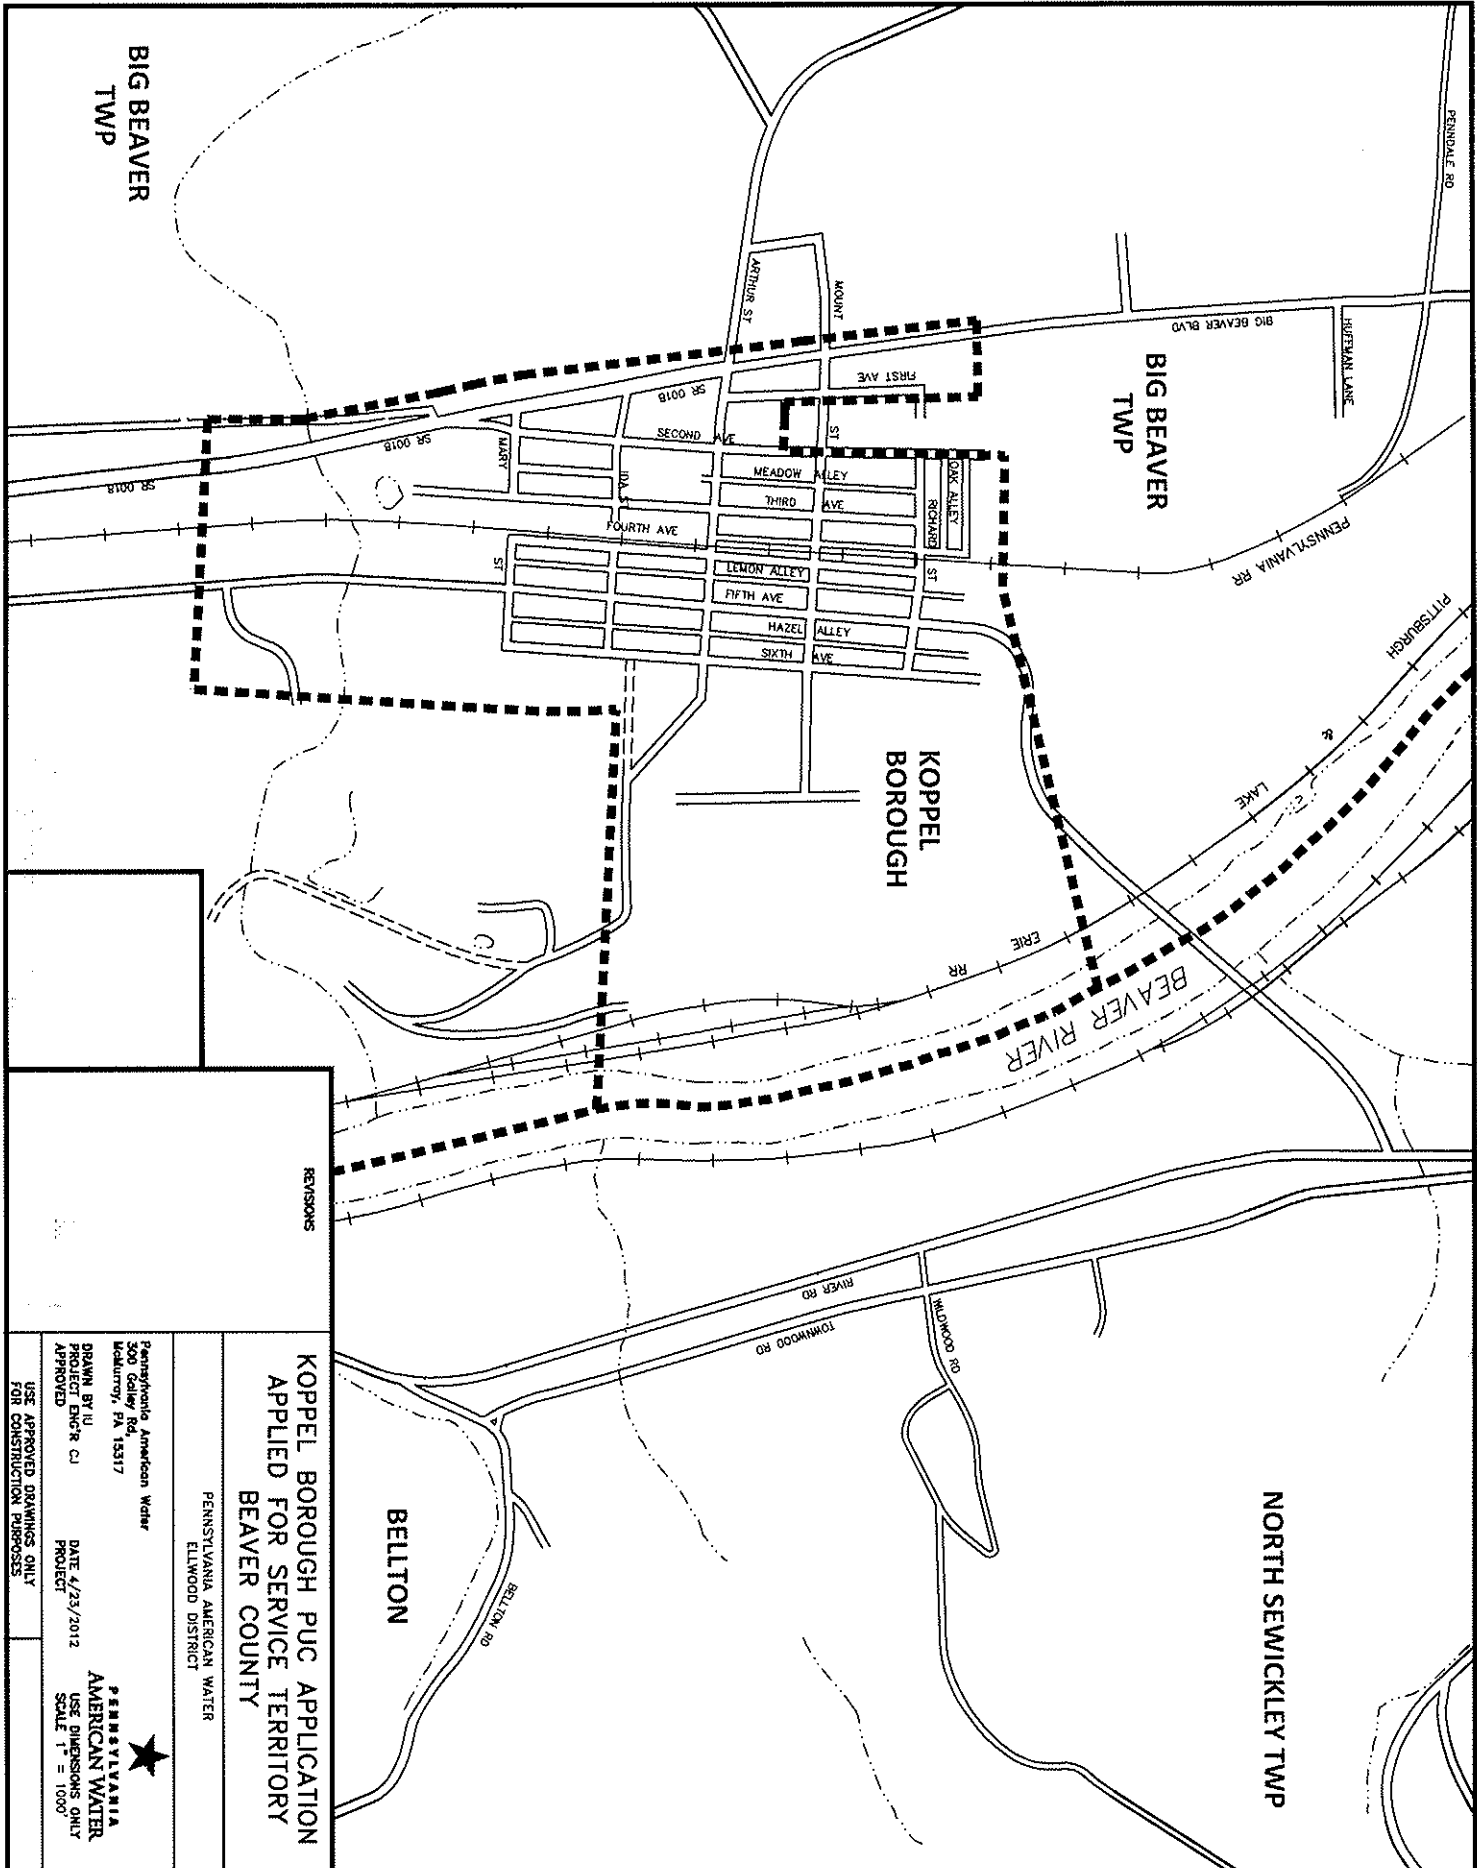 PENNDALE RD
HUFFMAN LANE
BIG BEAVER BLVD
BIG BEAVER
TWP
PENNSYLVANIA RR
PITTSBURGH
&
LAKE
ERIE
RR
BEAVER RIVER
BIG BEAVER
TWP
ARTHUR ST
MOUNT
ST
FIRST AVE
SR 0018
SR 0018
SR 0018
SECOND AVE
MEADOW ALLEY
THIRD AVE
FOURTH AVE
LEMON ALLEY
FIFTH AVE
HAZEL ALLEY
SIXTH AVE
OAK ALLEY
RICHARD
ST
MARY
ST
IDA ST
KOPPEL
BOROUGH
RIVER RD
TOWNWOOD RD
WILDWOOD RD
NORTH SEWICKLEY TWP
BELLTON
BELLTON RD
REVISIONS
KOPPEL BOROUGH PUC APPLICATION
APPLIED FOR SERVICE TERRITORY
BEAVER COUNTY
PENNSYLVANIA AMERICAN WATER
ELLWOOD DISTRICT
Pennsylvania American Water
300 Galley Rd,
McMurray, PA 15317
DRAWN BY IU
PROJECT ENG'R CJ
APPROVED
DATE 4/23/2012
PROJECT
PENNSYLVANIA
AMERICAN WATER
USE DIMENSIONS ONLY
SCALE 1" = 1000'
USE APPROVED DRAWINGS ONLY
FOR CONSTRUCTION PURPOSES